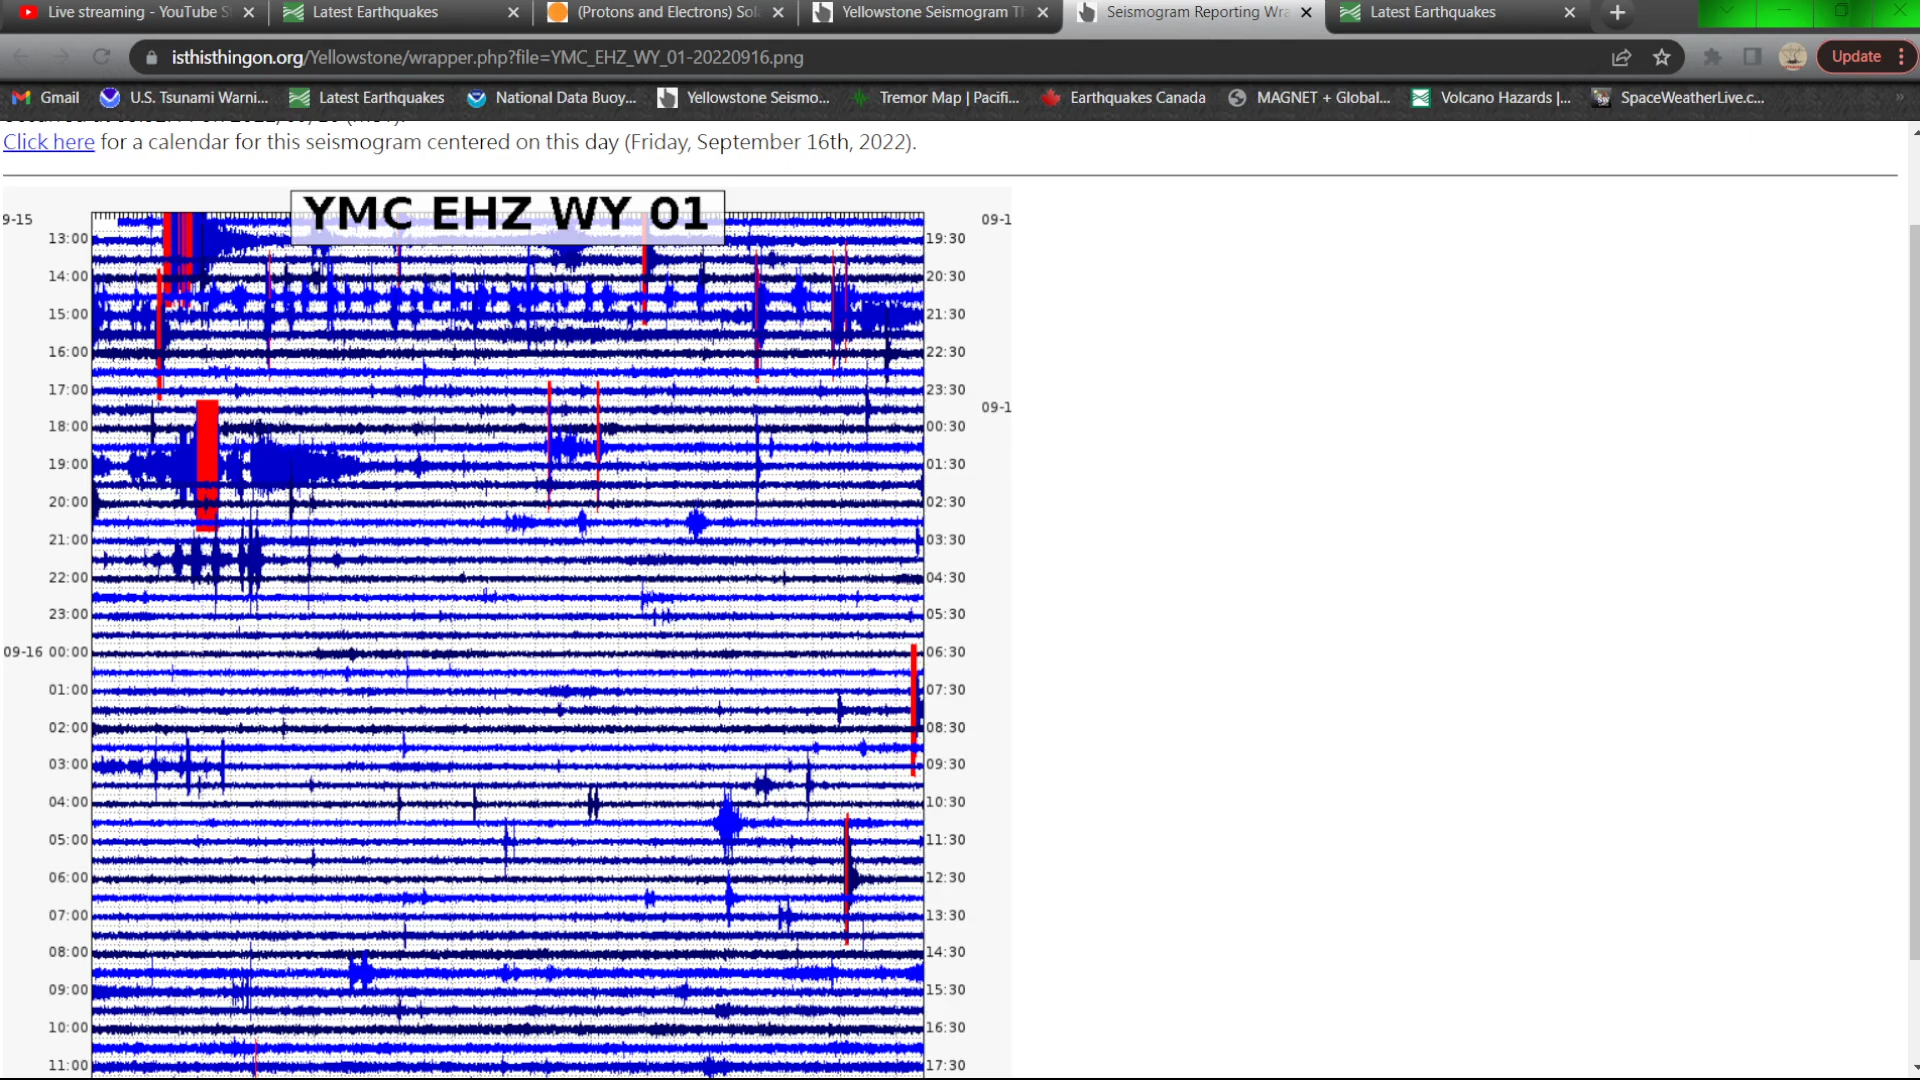 Live streaming - YouTube S
Latest Earthquakes
(Protons and Electrons) Sol
Yellowstone Seismogram Th
Seismogram Reporting Wra
Latest Earthquakes
isthisthingon.org/Yellowstone/wrapper.php?file=YMC_EHZ_WY_01-20220916.png
Update
Gmail
U.S. Tsunami Warni...
Latest Earthquakes
National Data Buoy...
Yellowstone Seismo...
Tremor Map | Pacifi...
Earthquakes Canada
MAGNET + Global...
Volcano Hazards |...
SpaceWeatherLive.c...
Click here for a calendar for this seismogram centered on this day (Friday, September 16th, 2022).
YMC EHZ WY 01
9-15 09-1
13:00 19:30
14:00 20:30
15:00 21:30
16:00 22:30
17:00 23:30
09-1
18:00 00:30
19:00 01:30
20:00 02:30
21:00 03:30
22:00 04:30
23:00 05:30
09-16 00:00 06:30
01:00 07:30
02:00 08:30
03:00 09:30
04:00 10:30
05:00 11:30
06:00 12:30
07:00 13:30
08:00 14:30
09:00 15:30
10:00 16:30
11:00 17:30